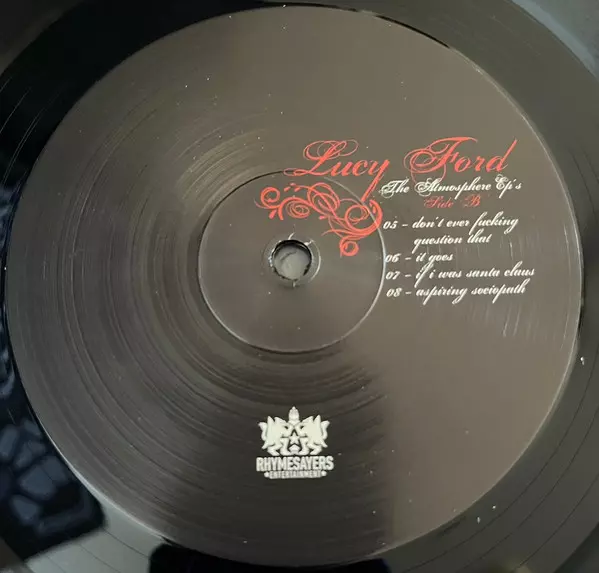 Lucy Ford
The Atmosphere Ep's
Side B
05 - don't ever fucking
question that
06 - it goes
07 - if i was santa claus
08 - aspiring sociopath
RHYMESAYERS
ENTERTAINMENT